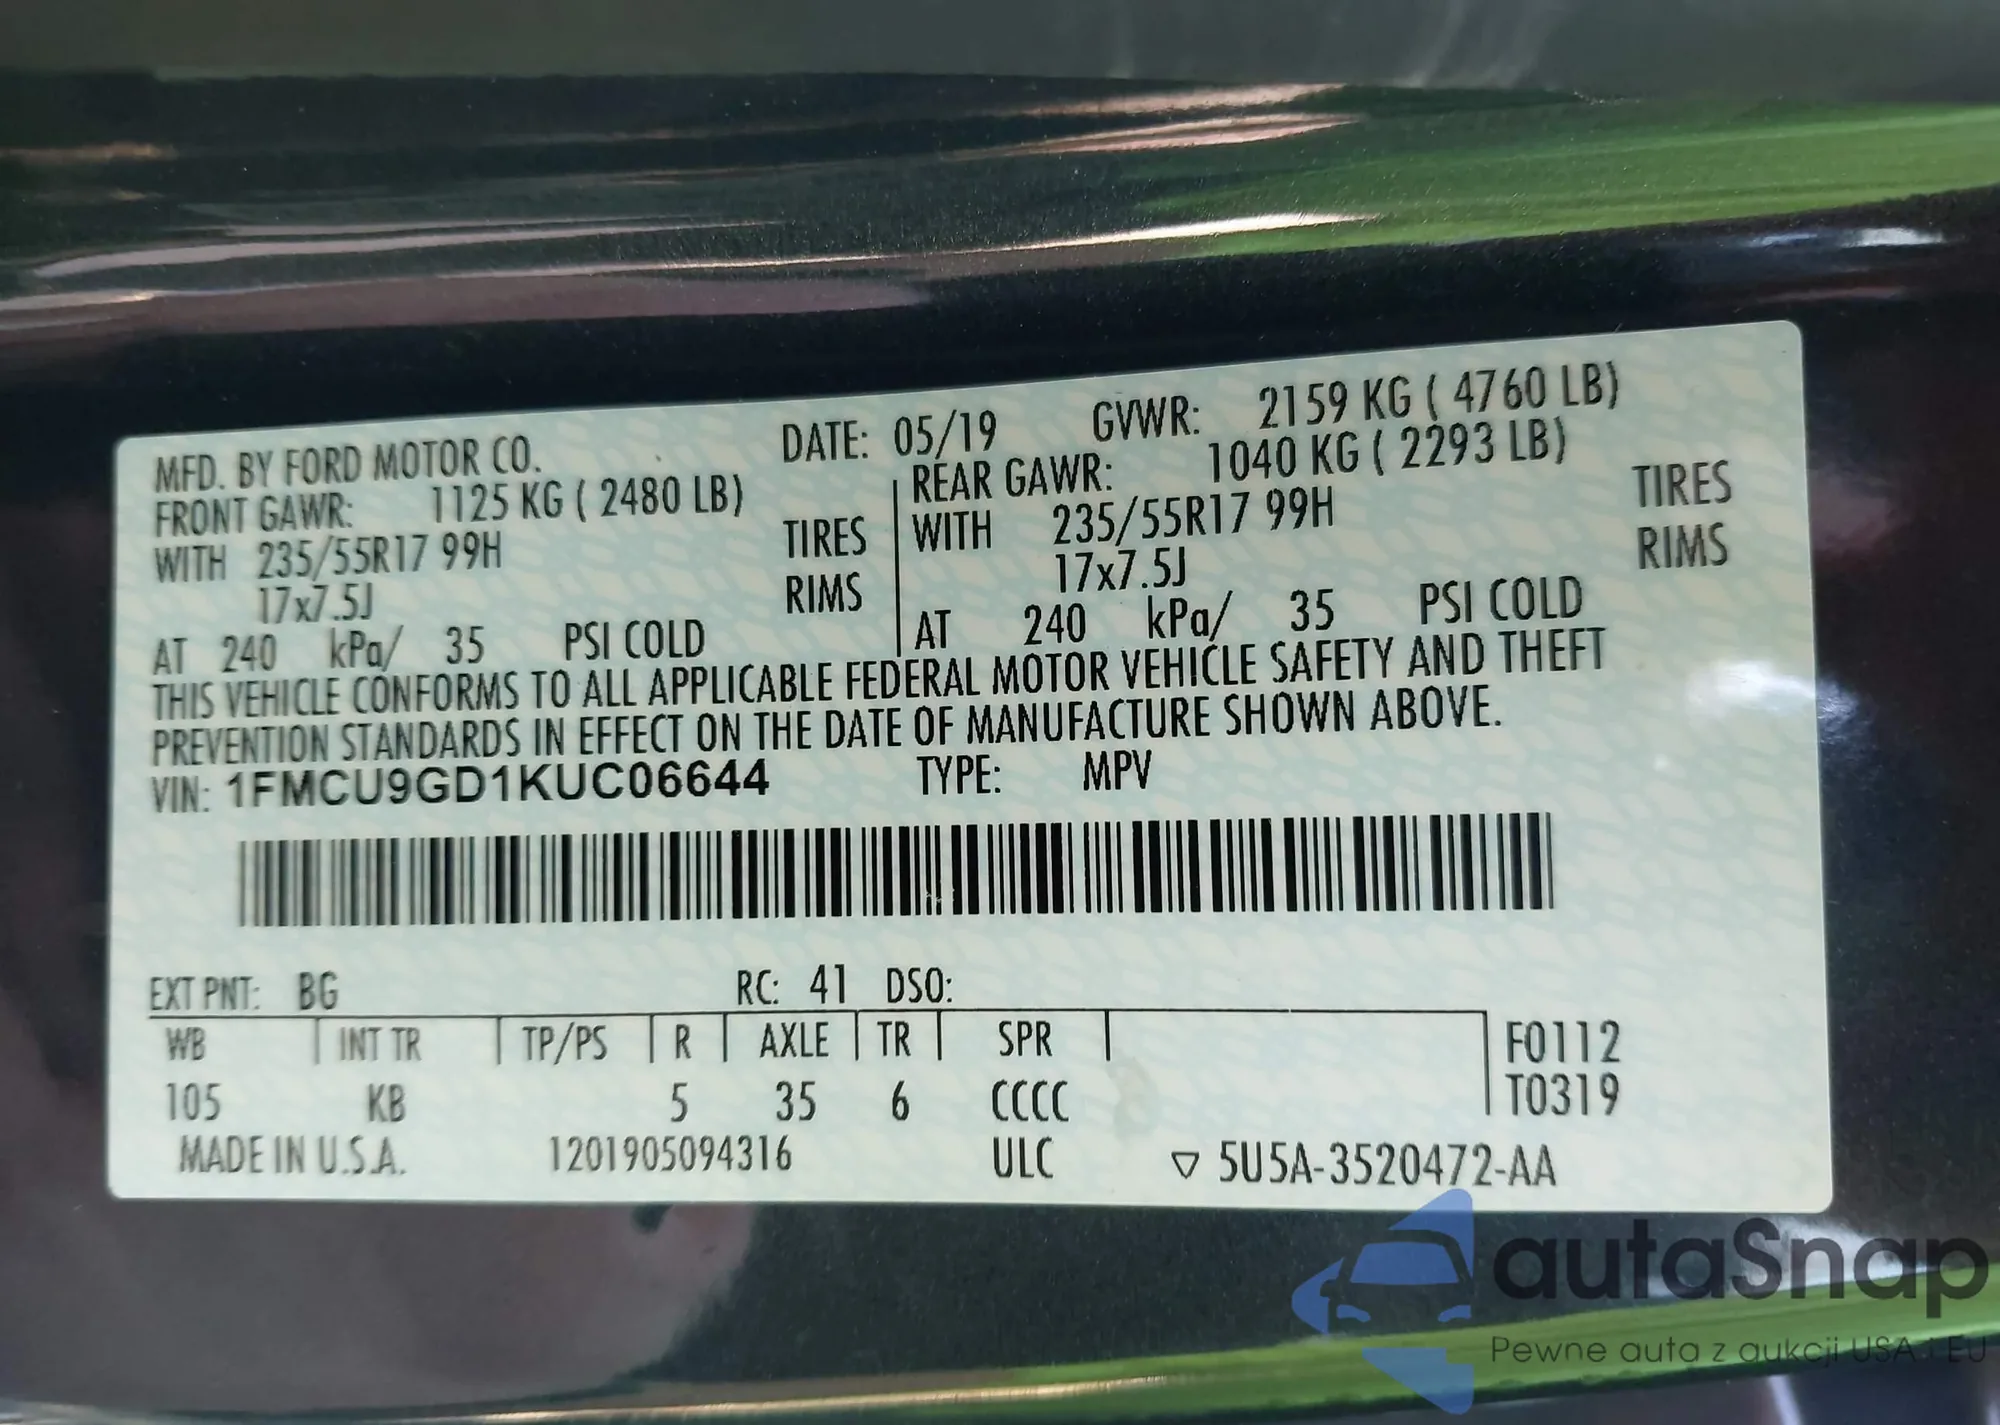 MFD. BY FORD MOTOR CO. DATE: 05/19 GVWR: 2159 KG ( 4760 LB)
FRONT GAWR: 1125 KG ( 2480 LB) REAR GAWR: 1040 KG ( 2293 LB)
WITH 235/55R17 99H TIRES WITH 235/55R17 99H TIRES
17x7.5J RIMS 17x7.5J RIMS
AT 240 kPa/ 35 PSI COLD AT 240 kPa/ 35 PSI COLD
THIS VEHICLE CONFORMS TO ALL APPLICABLE FEDERAL MOTOR VEHICLE SAFETY AND THEFT
PREVENTION STANDARDS IN EFFECT ON THE DATE OF MANUFACTURE SHOWN ABOVE.
VIN: 1FMCU9GD1KUC06644 TYPE: MPV
EXT PNT: BG RC: 41 DSO:
WB INT TR TP/PS R AXLE TR SPR F0112
105 KB 5 35 6 CCCC T0319
MADE IN U.S.A. 1201905094316 ULC ▽ 5U5A-3520472-AA
autaSnap
Pewne auta z aukcji USA i EU